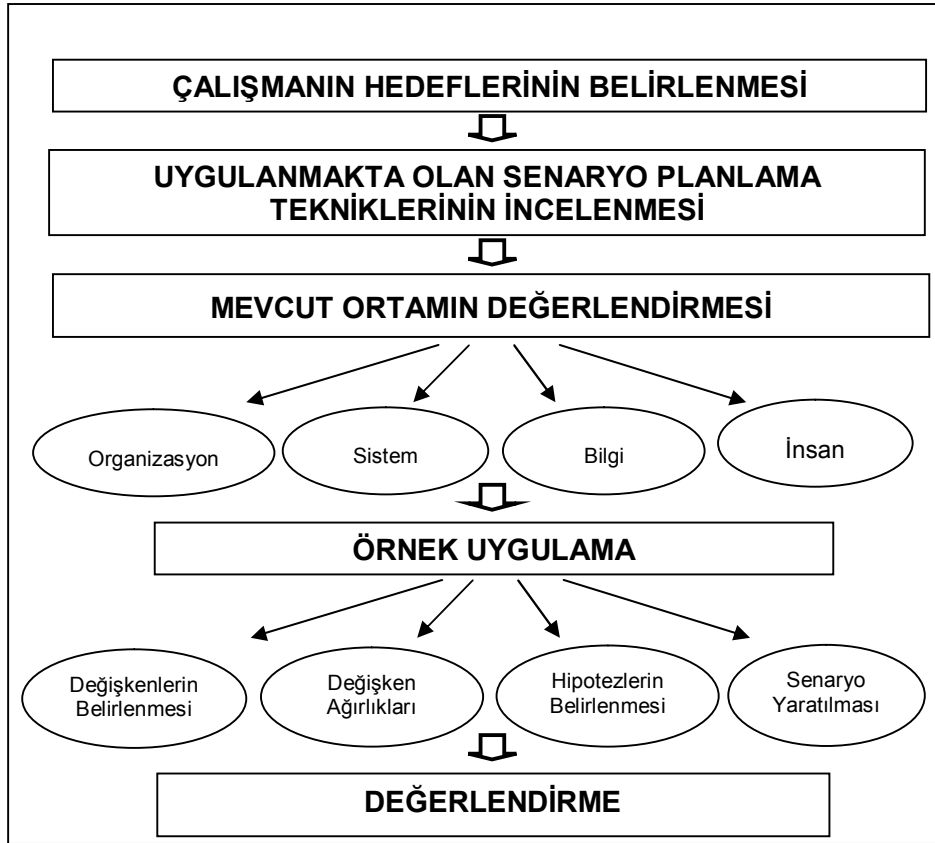 ÇALIŞMANIN HEDEFLERİNİN BELİRLENMESİ
UYGULANMAKTA OLAN SENARYO PLANLAMA
TEKNİKLERİNİN İNCELENMESİ
MEVCUT ORTAMIN DEĞERLENDİRMESİ
Organizasyon
Sistem
Bilgi
İnsan
ÖRNEK UYGULAMA
Değişkenlerin
Belirlenmesi
Değişken
Ağırlıkları
Hipotezlerin
Belirlenmesi
Senaryo
Yaratılması
DEĞERLENDİRME